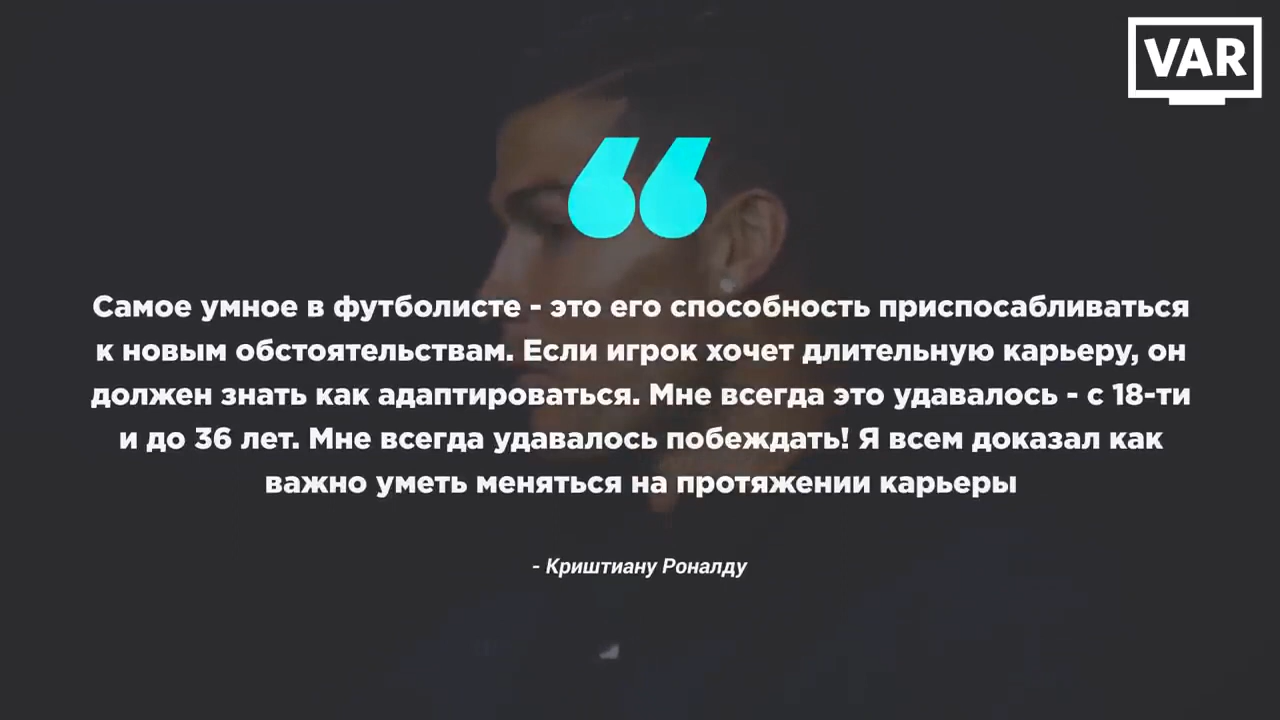 VAR
Самое умное в футболисте - это его способность приспосабливаться
к новым обстоятельствам. Если игрок хочет длительную карьеру, он
должен знать как адаптироваться. Мне всегда это удавалось - с 18-ти
и до 36 лет. Мне всегда удавалось побеждать! Я всем доказал как
важно уметь меняться на протяжении карьеры
- Криштиану Роналду